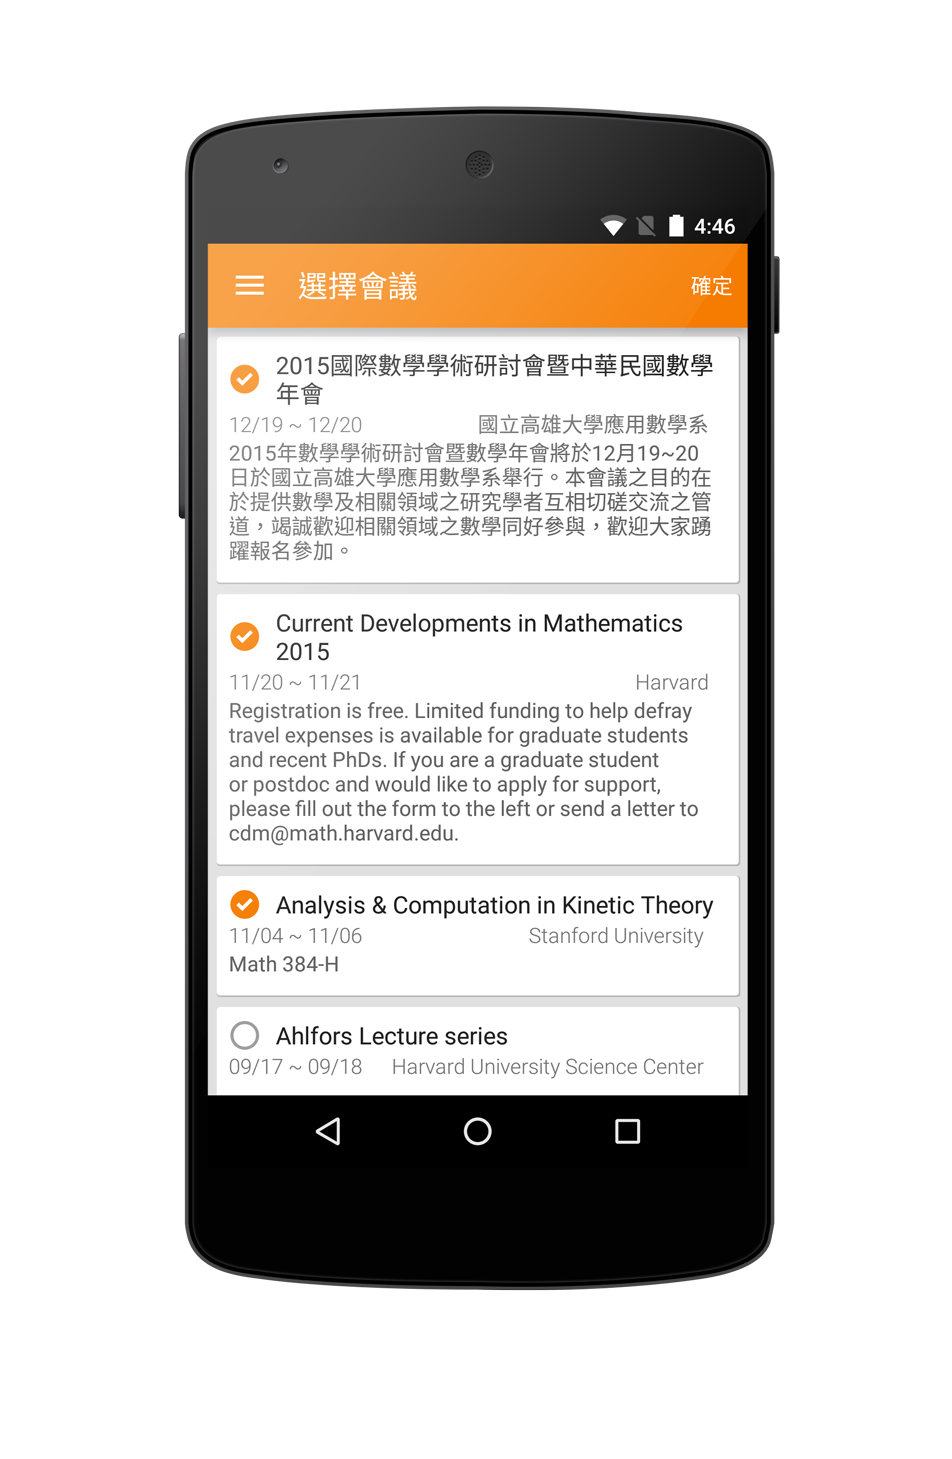 4:46
選擇會議
確定
2015國際數學學術研討會暨中華民國數學
年會
12/19 ~ 12/20 國立高雄大學應用數學系
2015年數學學術研討會暨數學年會將於12月19~20
日於國立高雄大學應用數學系舉行。本會議之目的在
於提供數學及相關領域之研究學者互相切磋交流之管
道，竭誠歡迎相關領域之數學同好參與，歡迎大家踴
躍報名參加。
Current Developments in Mathematics
2015
11/20 ~ 11/21 Harvard
Registration is free. Limited funding to help defray
travel expenses is available for graduate students
and recent PhDs. If you are a graduate student
or postdoc and would like to apply for support,
please fill out the form to the left or send a letter to
cdm@math.harvard.edu.
Analysis & Computation in Kinetic Theory
11/04 ~ 11/06 Stanford University
Math 384-H
Ahlfors Lecture series
09/17 ~ 09/18 Harvard University Science Center